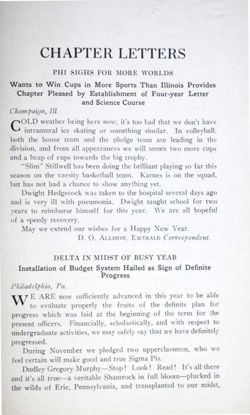 CHAPTER LETTERS
PHI SIGHS FOR MORE WORLDS
Wants to Win Cups in More Sports Than Illinois Provides
Chapter Pleased by Establishment of Four-year Letter
and Science Course
Champaign, Ill.
COLD weather being here now, it's too bad that we don't have
intramural ice skating or something similar. In volleyball,
both the house team and the pledge team are leading in the
division, and from all appearances we will annex two more cups
and a heap of cups towards the big trophy.
"Slim" Stillwell has been doing the brilliant playing so far this
season on the varsity basketball team. Karnes is on the squad,
but has not had a chance to show anything yet.
Dwight Hedgecock was taken to the hospital several days ago
and is very ill with pneumonia. Dwight taught school for two
years to reimburse himself for this year. We are all hopeful
of a speedy recovery.
May we extend our wishes for a Happy New Year.
D. O. ALLISON, EMERALD Correspondent.
DELTA IN MIDST OF BUSY YEAR
Installation of Budget System Hailed as Sign of Definite
Progress
Philadelphia, Pa.
WE ARE now sufficiently advanced in this year to be able
to evaluate properly the fruits of the definite plan for
progress which was laid at the beginning of the term for the
present officers. Financially, scholastically, and with respect to
undergraduate activities, we may safely say that we have definitely
progressed.
During November we pledged two upperclassmen, who we
feel certain will make good and true Sigma Pis.
Dudley Gregory Murphy—Stop! Look! Read! It's all there
and it's all true—a veritable Shamrock in full bloom—plucked in
the wilds of Erie, Pennsylvania, and transplanted to our midst,